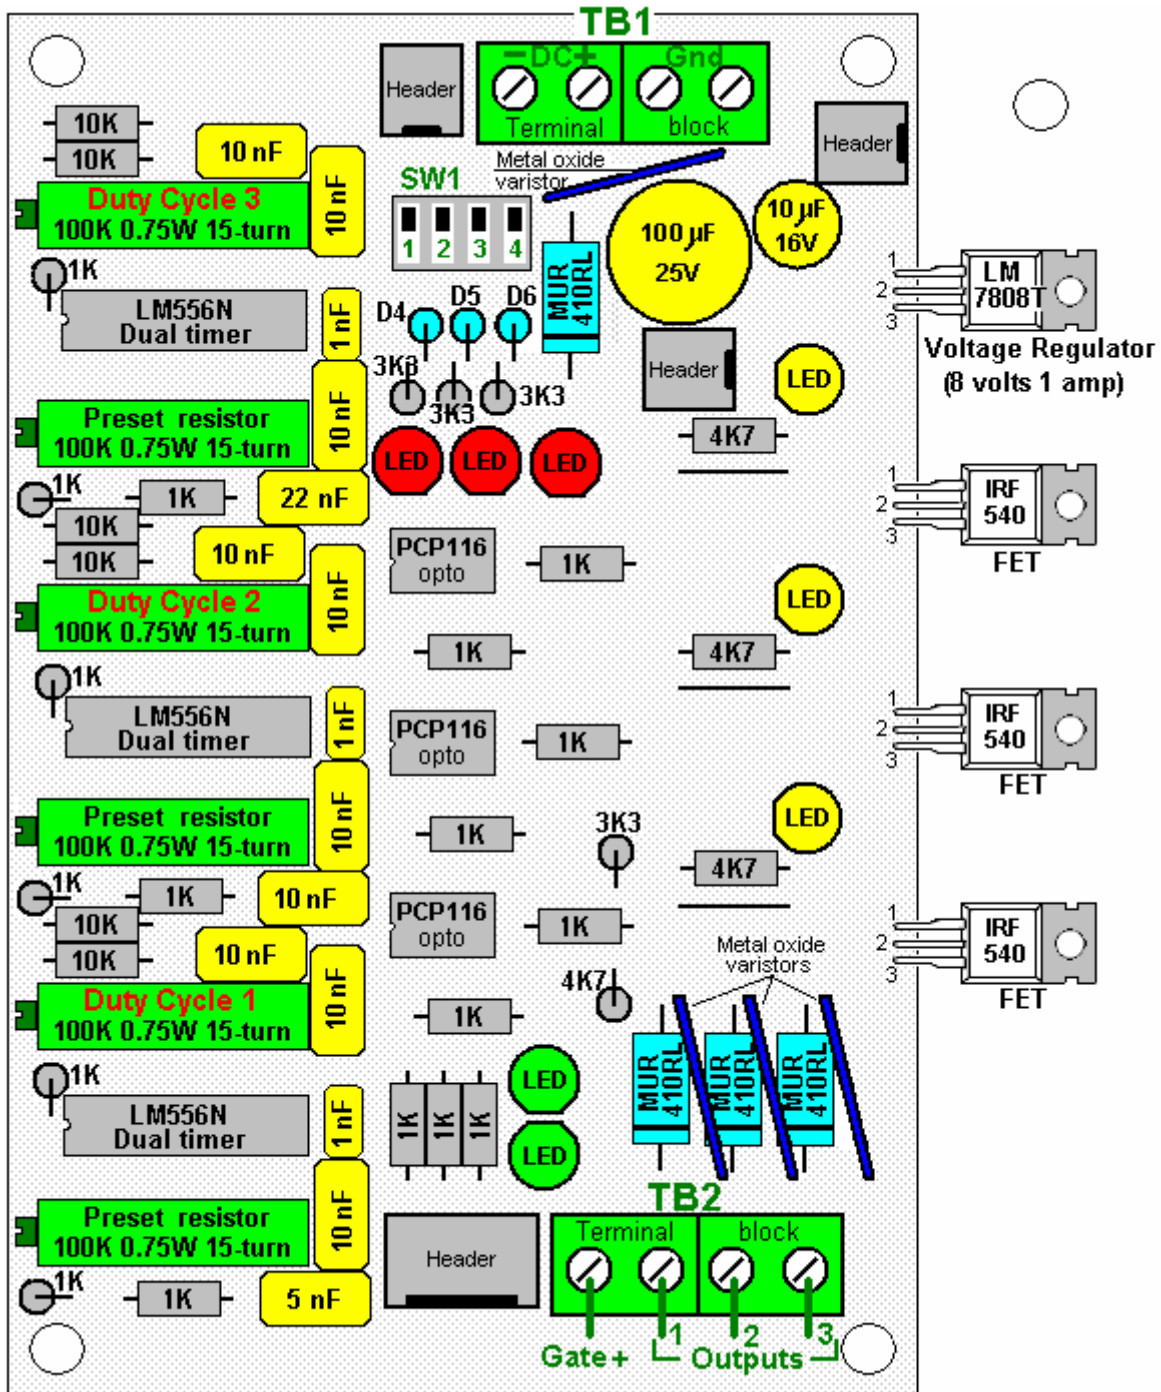 TB1
Header
DC+
Gnd
Terminal
block
Header
10K
10K
10 nF
10 nF
Duty Cycle 3
100K 0.75W 15-turn
Metal oxide
varistor
SW1
1 2 3 4
MUR
410RL
100 µF
25V
10 µF
16V
1
2
3
LM
7808T
Voltage Regulator
(8 volts 1 amp)
1K
LM556N
Dual timer
1 nF
D4
D5
D6
3K3
3K3
3K3
Header
LED
Preset resistor
100K 0.75W 15-turn
10 nF
LED
LED
LED
4K7
1
2
3
IRF
540
FET
1K
1K
22 nF
10K
10K
10 nF
10 nF
PCP116
opto
1K
LED
Duty Cycle 2
100K 0.75W 15-turn
1K
4K7
1K
LM556N
Dual timer
1 nF
PCP116
opto
1K
1
2
3
IRF
540
FET
Preset resistor
100K 0.75W 15-turn
10 nF
1K
3K3
LED
4K7
1K
1K
10 nF
10K
10K
10 nF
10 nF
PCP116
opto
1K
1
2
3
IRF
540
FET
Metal oxide
varistors
Duty Cycle 1
100K 0.75W 15-turn
1K
4K7
1K
LM556N
Dual timer
1 nF
1K
1K
1K
LED
LED
MUR
410RL
MUR
410RL
MUR
410RL
Preset resistor
100K 0.75W 15-turn
10 nF
TB2
Header
Terminal
block
1K
1K
5 nF
1
2
3
Gate +
Outputs